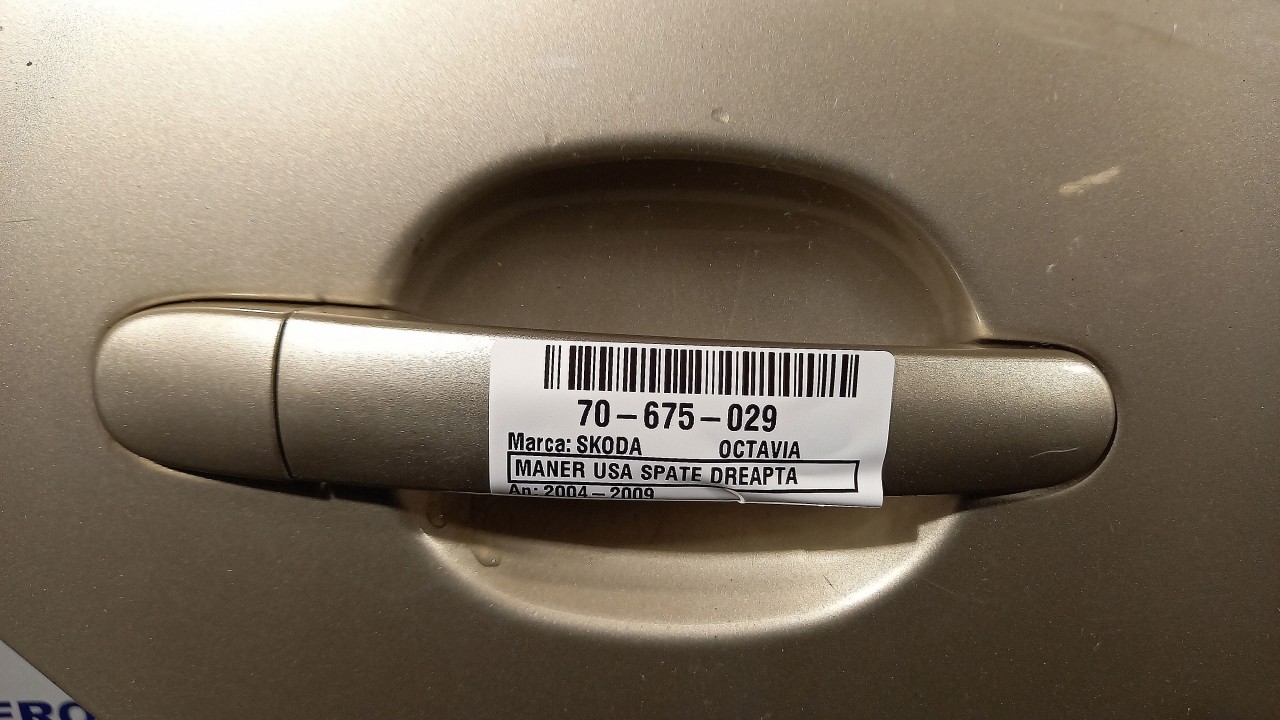 70-675-029
Marca: SKODA OCTAVIA
MANER USA SPATE DREAPTA
An: 2004-2009